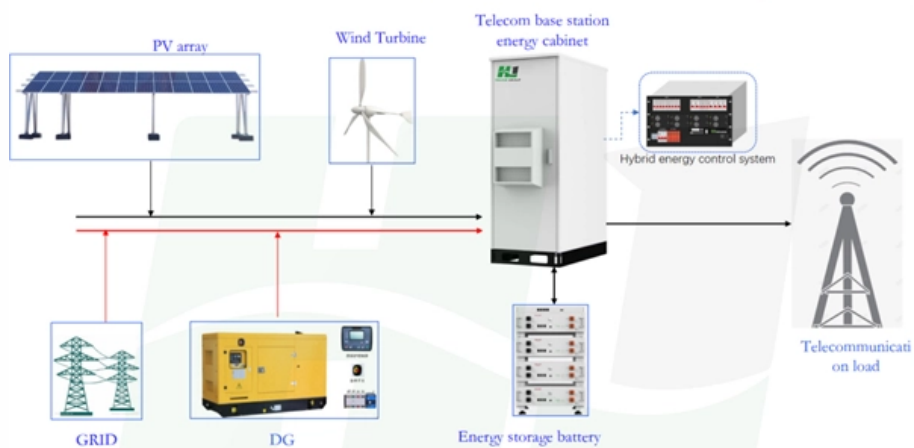 Telecom base station
energy cabinet
PV array
Wind Turbine
HJ
Hybrid energy control system
Telecommunicati
on load
GRID
DG
Energy storage battery